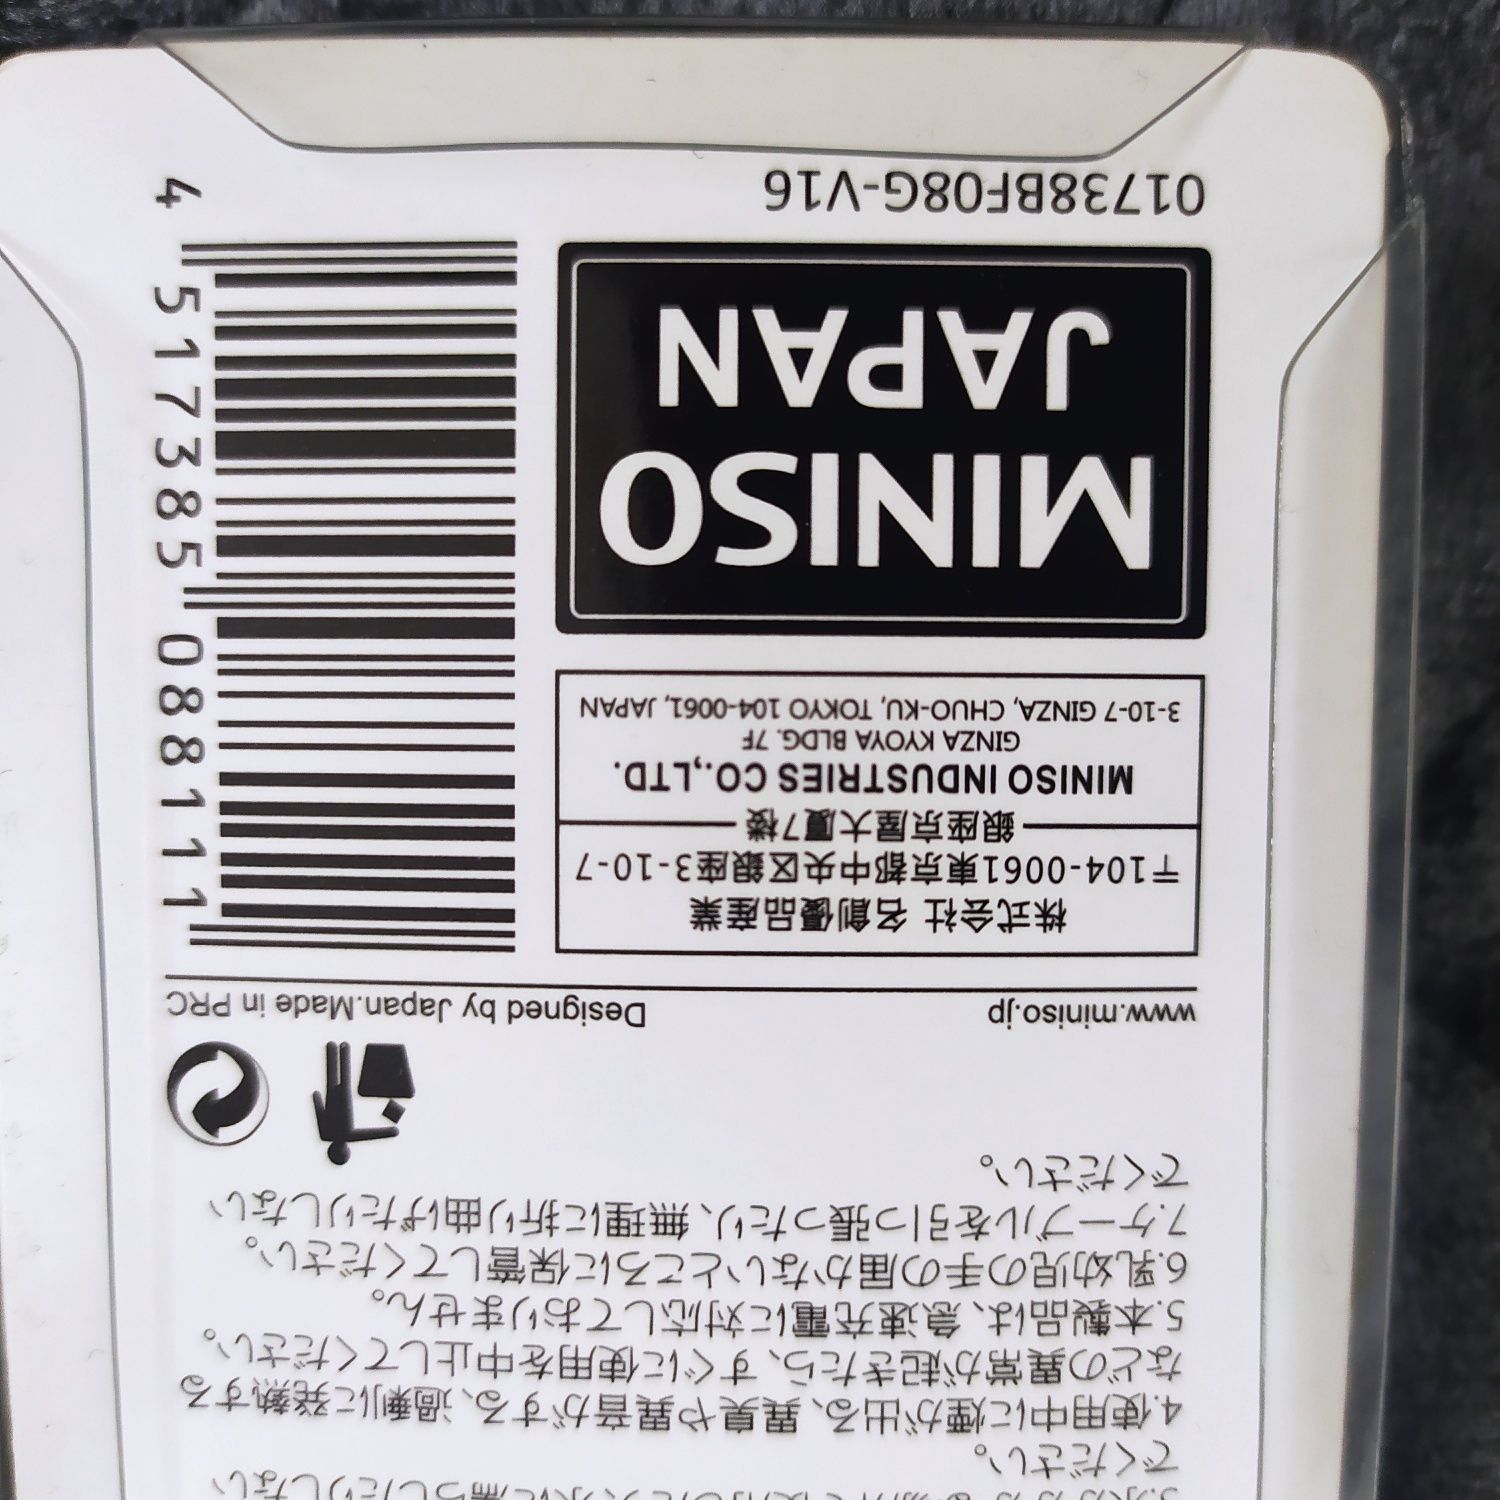 でください。
4.使用中に煙が出る、異臭や異音がする、過剰に発熱する
などの異常が起きたら、すぐに使用を中止してください。
5.本製品は、急速充電に対応しておりません。
6.乳幼児の手の届かないところに保管してください。
7.ケーブルを引っ張ったり、無理に折り曲げたりしない
でください。
www.miniso.jp
Designed by Japan.Made in PRC
株式会社 名創優品産業
〒104-0061東京都中央区銀座3-10-7
銀座京屋大厦7楼
MINISO INDUSTRIES CO.,LTD.
GINZA KYOYA BLDG. 7F
3-10-7 GINZA, CHUO-KU, TOKYO 104-0061, JAPAN
MINISO
JAPAN
01738BF08G-V16
4 517385 088111